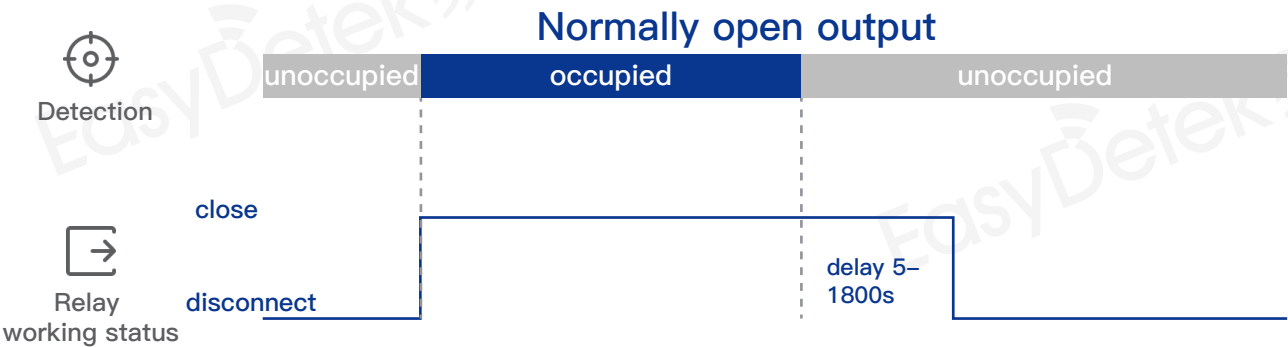 Normally open output
unoccupied occupied unoccupied
Detection
close
delay 5–
1800s
Relay
working status
disconnect
EasyDetek
EasyDetek